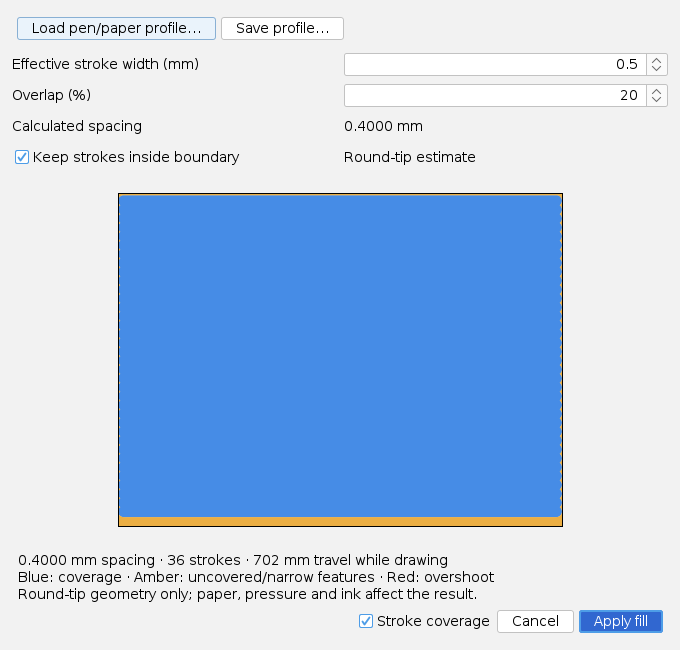 Load pen/paper profile... Save profile...
Effective stroke width (mm) 0.5
Overlap (%) 20
Calculated spacing 0.4000 mm
Keep strokes inside boundary Round-tip estimate
0.4000 mm spacing · 36 strokes · 702 mm travel while drawing
Blue: coverage · Amber: uncovered/narrow features · Red: overshoot
Round-tip geometry only; paper, pressure and ink affect the result.
Stroke coverage Cancel Apply fill